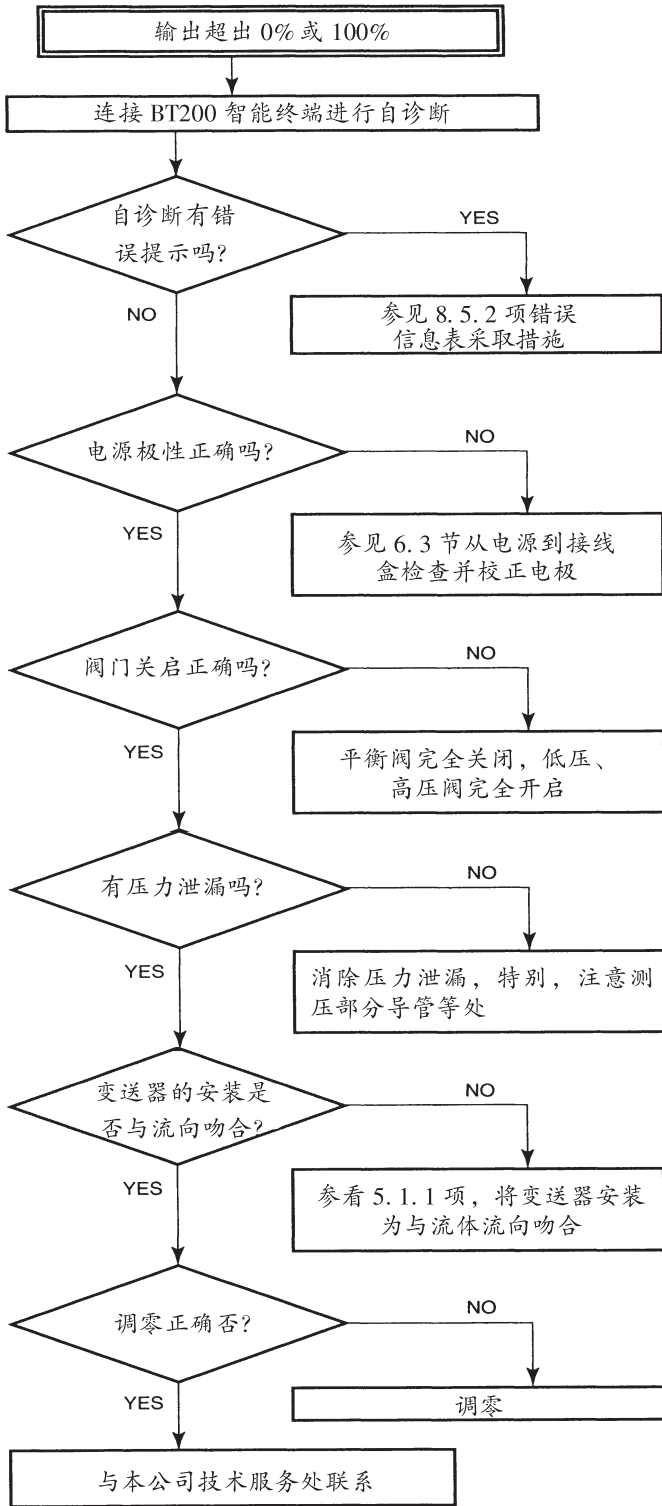 输出超出 0% 或 100%
连接 BT200 智能终端进行自诊断
自诊断有错
误提示吗?
YES
NO
参见 8.5.2 项错误
信息表采取措施
电源极性正确吗?
NO
YES
参见 6.3 节从电源到接线
盒检查并校正电极
阀门关启正确吗?
NO
YES
平衡阀完全关闭，低压、
高压阀完全开启
有压力泄漏吗?
NO
YES
消除压力泄漏，特别，注意测
压部分导管等处
变送器的安装是
否与流向吻合?
NO
YES
参看 5.1.1 项，将变送器安装
为与流体流向吻合
调零正确否?
NO
YES
调零
与本公司技术服务处联系